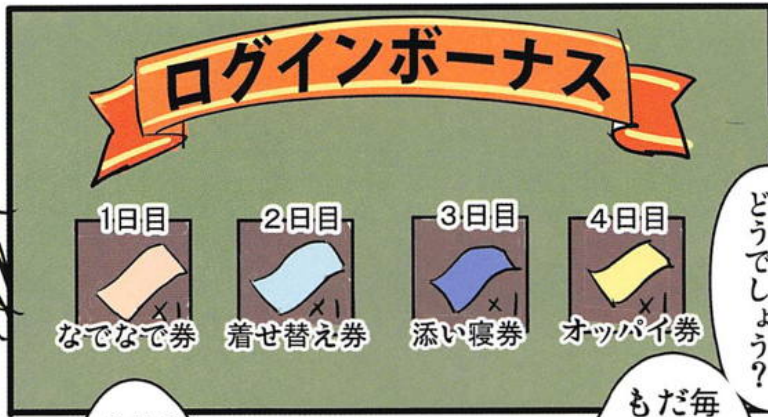 ログインボーナス
1日目
2日目
3日目
4日目
×1
×1
×1
×1
なでなで券
着せ替え券
添い寝券
オッパイ券
どうでしょう?
毎
もだ